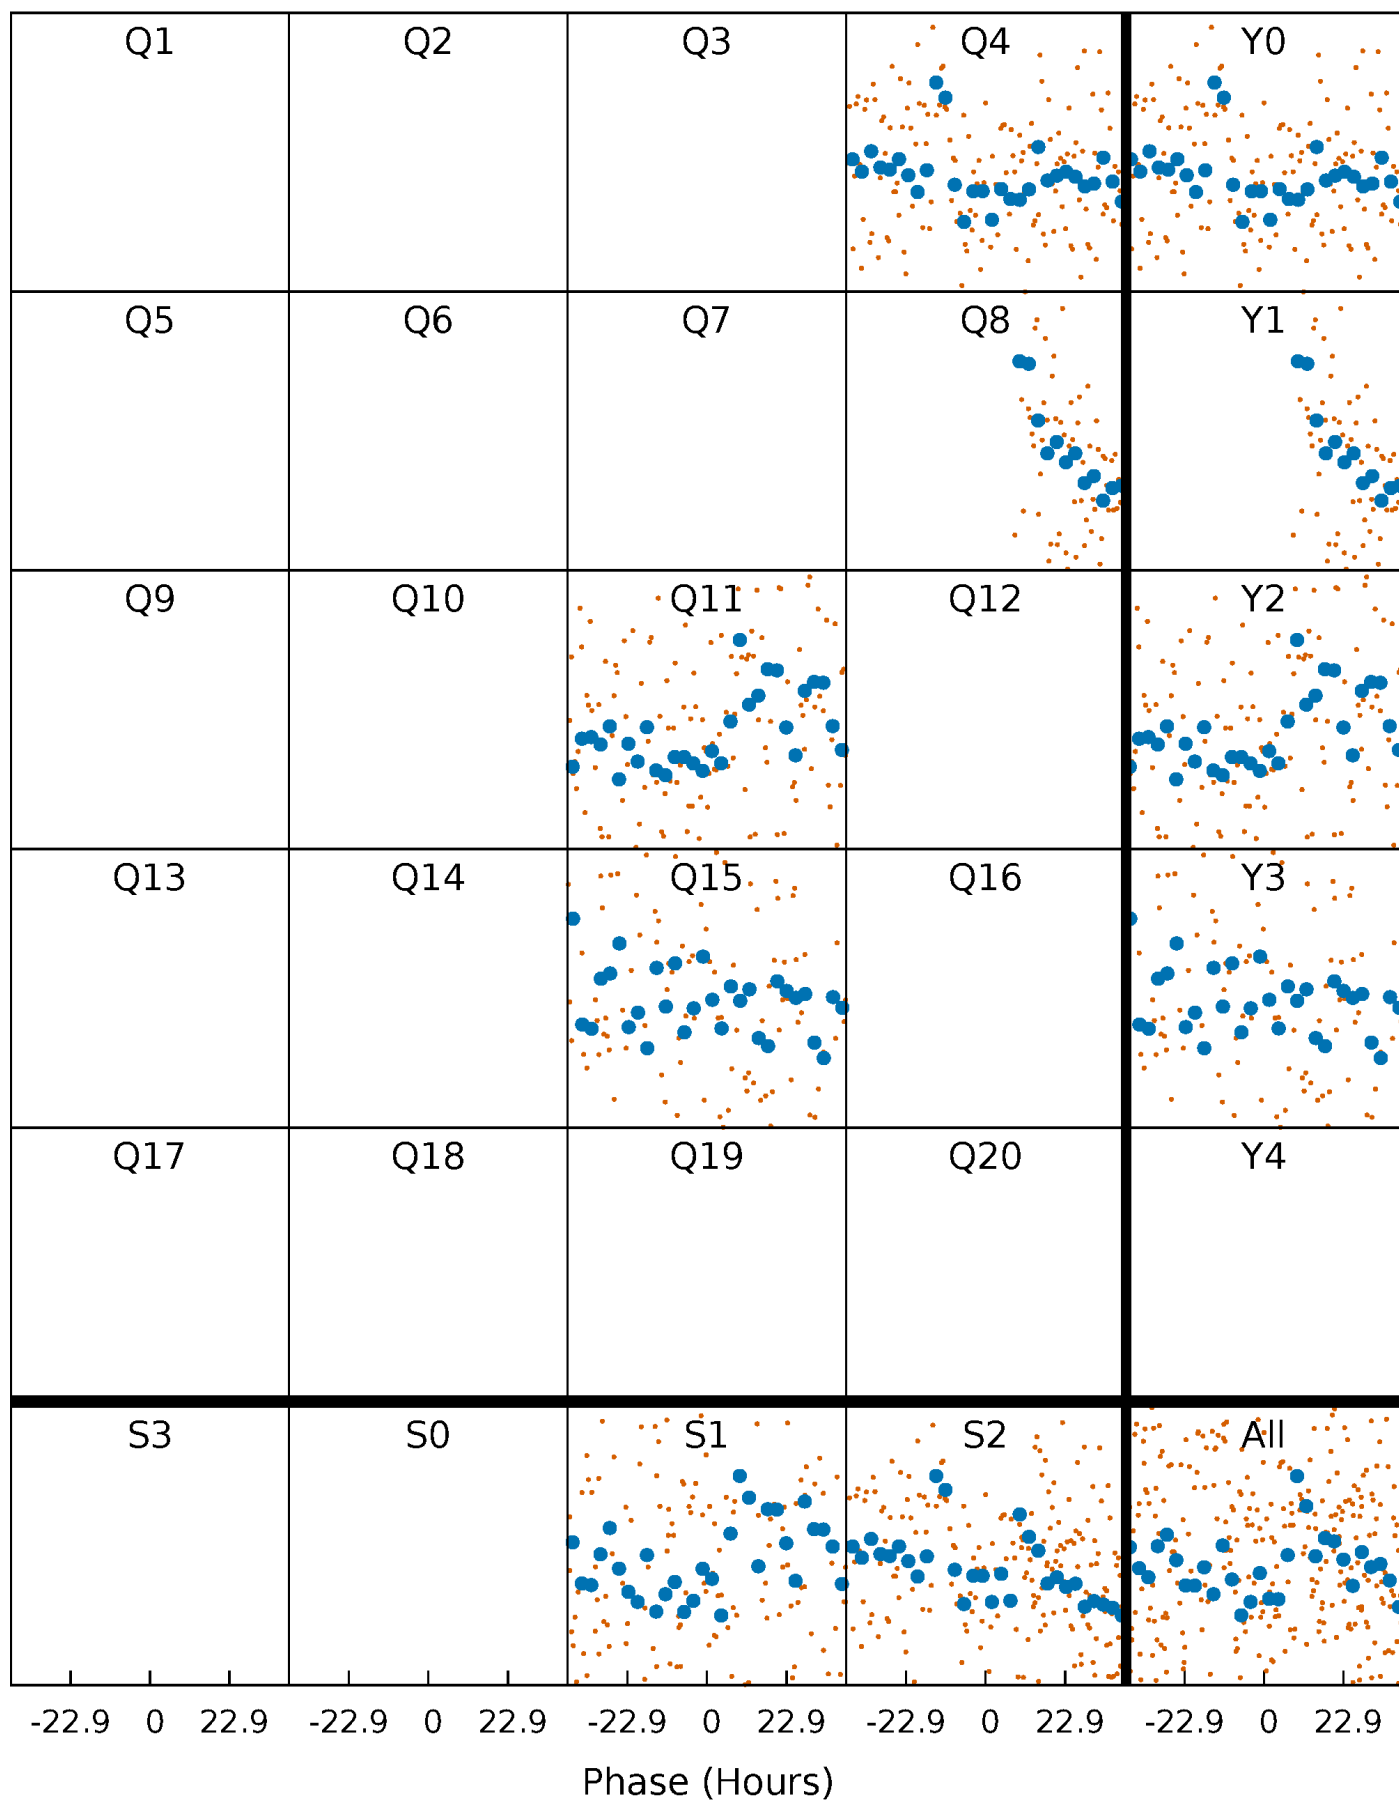 Q1 Q2 Q3 Q4 Y0
Q5 Q6 Q7 Q8 Y1
Q9 Q10 Q11 Q12 Y2
Q13 Q14 Q15 Q16 Y3
Q17 Q18 Q19 Q20 Y4
S3 S0 S1 S2 All
-22.9 0 22.9 -22.9 0 22.9 -22.9 0 22.9 -22.9 0 22.9 -22.9 0 22.9
Phase (Hours)